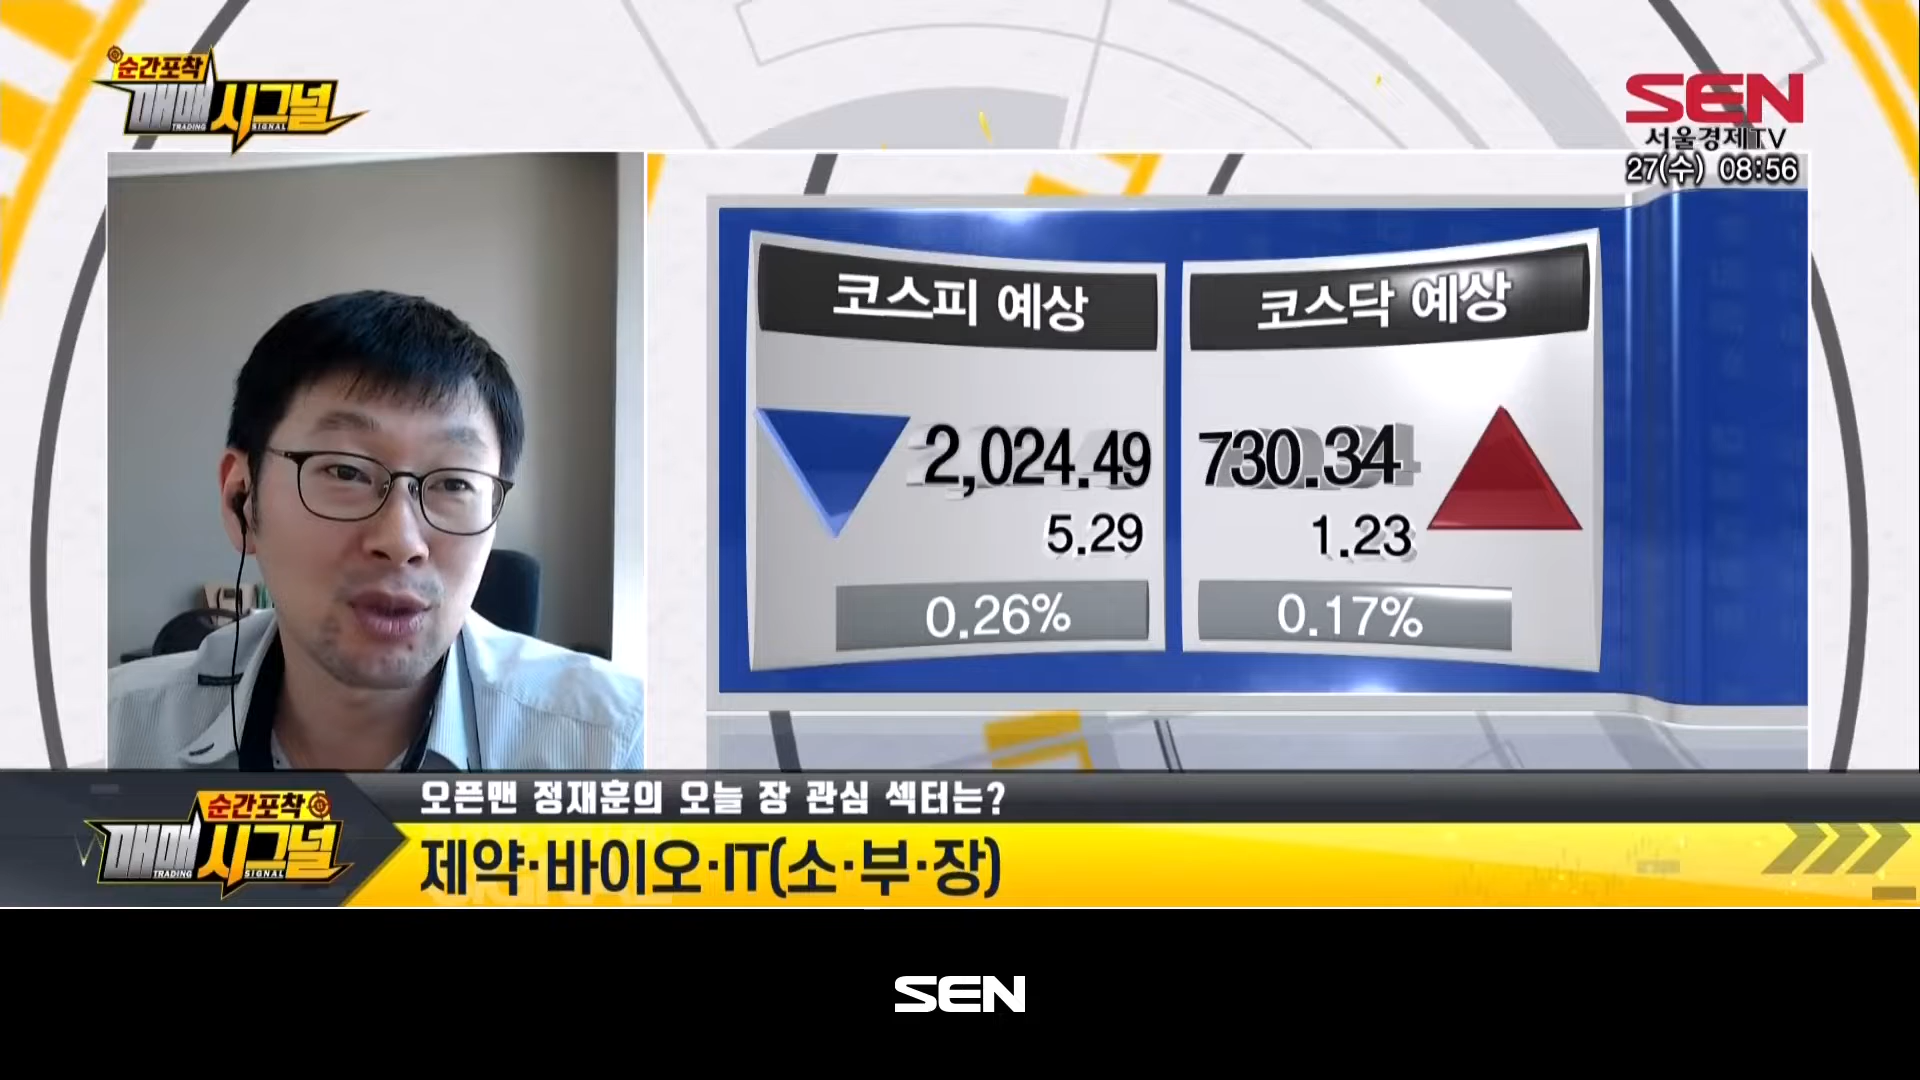 순간포착
매매 시그널
TRADING SIGNAL
SEN
서울경제TV
27(수) 08:56
코스피 예상
2,024.49
5.29
0.26%
코스닥 예상
730.34
1.23
0.17%
순간포착
매매 시그널
TRADING SIGNAL
오픈맨 정재훈의 오늘 장 관심 섹터는?
제약·바이오·IT(소·부·장)
SEN